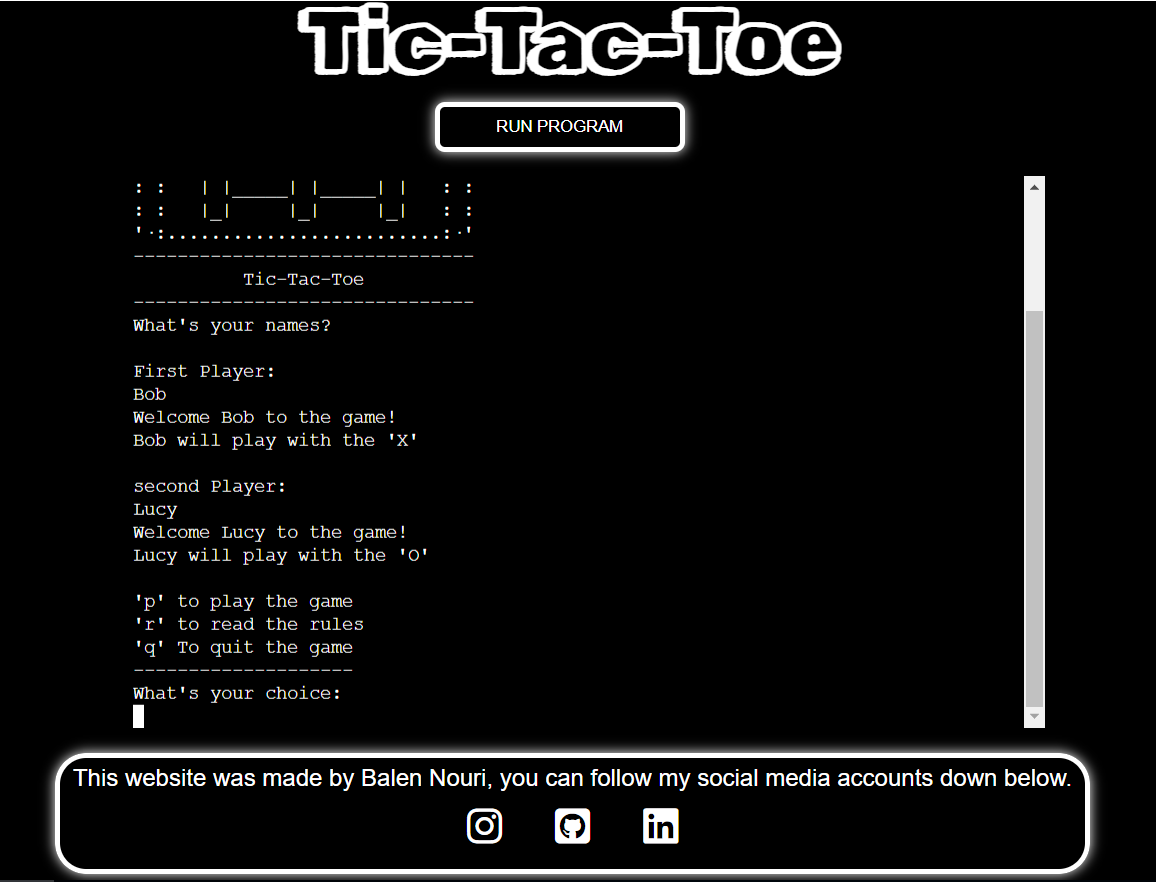 Tic-Tac-Toe
RUN PROGRAM
: :   | |_____| |_____| |   : :
: :   |_|     |_|     |_|   : :
'·:.........................:·'
-------------------------------
Tic-Tac-Toe
-------------------------------
What's your names?
First Player:
Bob
Welcome Bob to the game!
Bob will play with the 'X'
second Player:
Lucy
Welcome Lucy to the game!
Lucy will play with the 'O'
'p' to play the game
'r' to read the rules
'q' To quit the game
--------------------
What's your choice:
This website was made by Balen Nouri, you can follow my social media accounts down below.
in